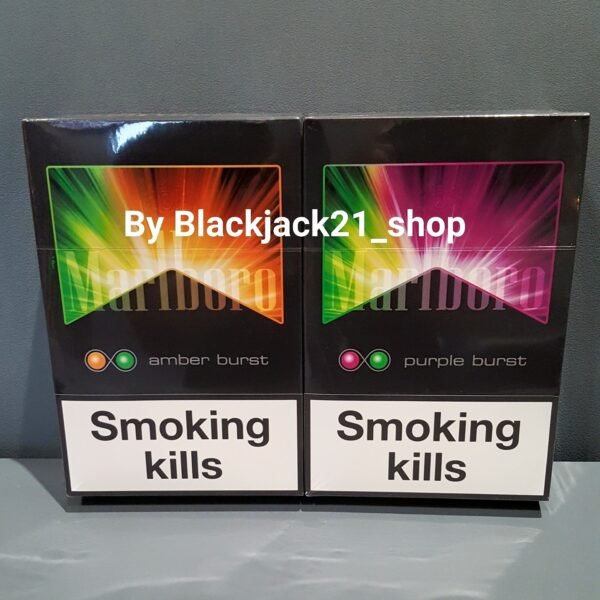 By Blackjack21_shop
Marlboro
amber burst
Smoking
kills
Marlboro
purple burst
Smoking
kills